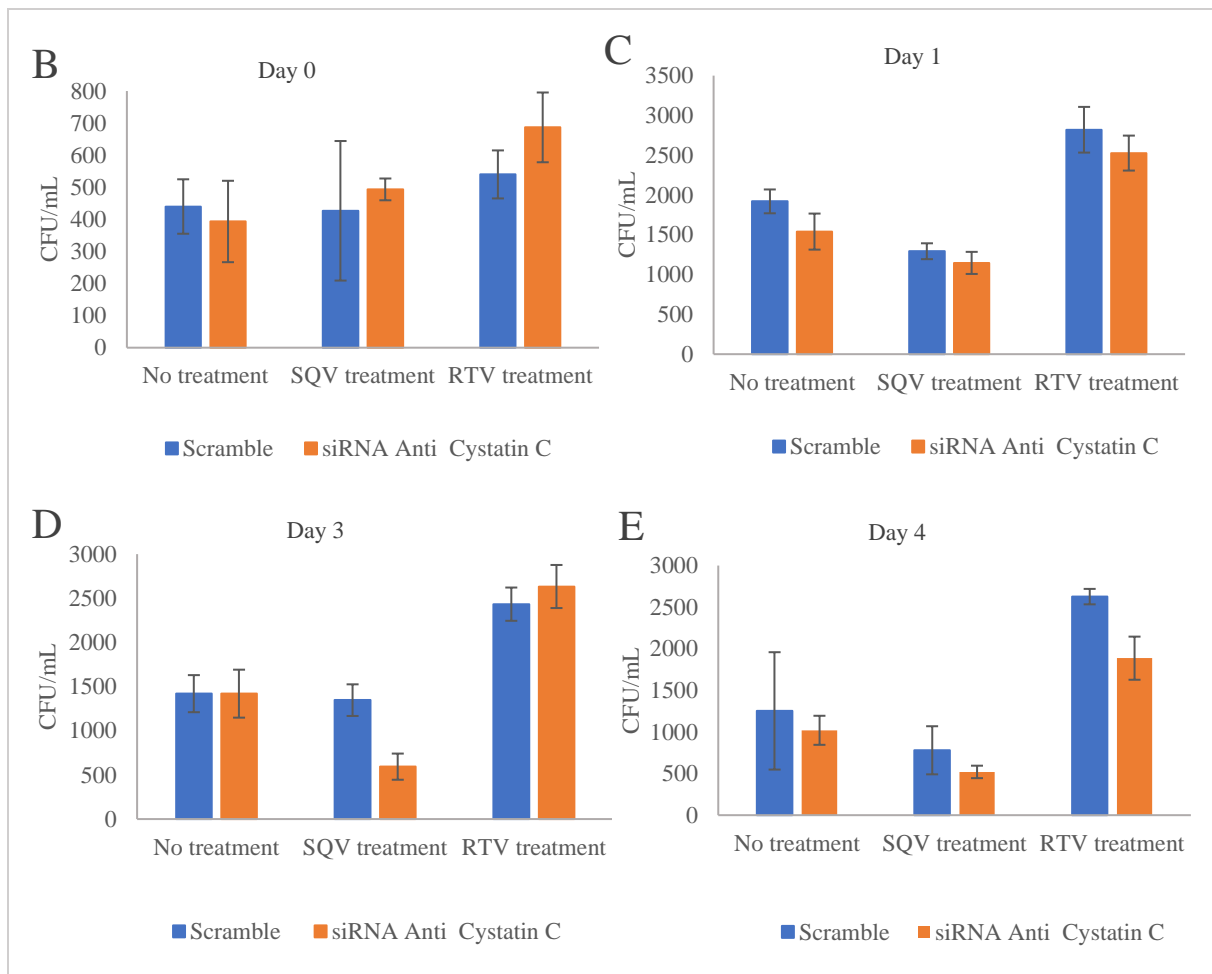 B
Day 0
800
700
600
500
400
300
200
100
0
CFU/mL
No treatment SQV treatment RTV treatment
Scramble siRNA Anti Cystatin C
C
Day 1
3500
3000
2500
2000
1500
1000
500
0
CFU/mL
No treatment SQV treatment RTV treatment
Scramble siRNA Anti Cystatin C
D
Day 3
3000
2500
2000
1500
1000
500
0
CFU/mL
No treatment SQV treatment RTV treatment
Scramble siRNA Anti Cystatin C
E
Day 4
3000
2500
2000
1500
1000
500
0
CFU/mL
No treatment SQV treatment RTV treatment
Scramble siRNA Anti Cystatin C